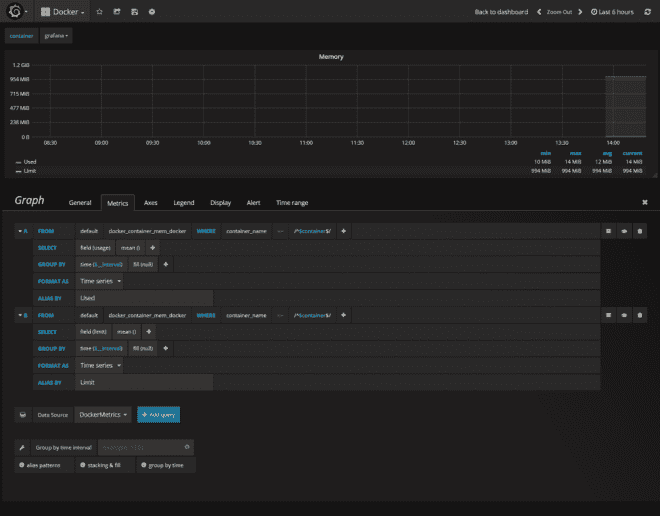 Docker Back to dashboard Zoom Out Last 6 hours
container grafana
Memory
1.2 GiB
954 MiB
715 MiB
477 MiB
238 MiB
0 B
08:30 09:00 09:30 10:00 10:30 11:00 11:30 12:00 12:30 13:00 13:30 14:00
min max avg current
Used 10 MiB 14 MiB 12 MiB 14 MiB
Limit 994 MiB 994 MiB 994 MiB 994 MiB
Graph General Metrics Axes Legend Display Alert Time range
A FROM default docker_container_mem_docker WHERE container_name /^$container$/ +
SELECT field (usage) mean () +
GROUP BY time ($__interval) fill (null) +
FORMAT AS Time series
ALIAS BY Used
B FROM default docker_container_mem_docker WHERE container_name /^$container$/ +
SELECT field (limit) mean () +
GROUP BY time ($__interval) fill (null) +
FORMAT AS Time series
ALIAS BY Limit
Data Source DockerMetrics + Add query
Group by time interval
alias patterns stacking & fill group by time